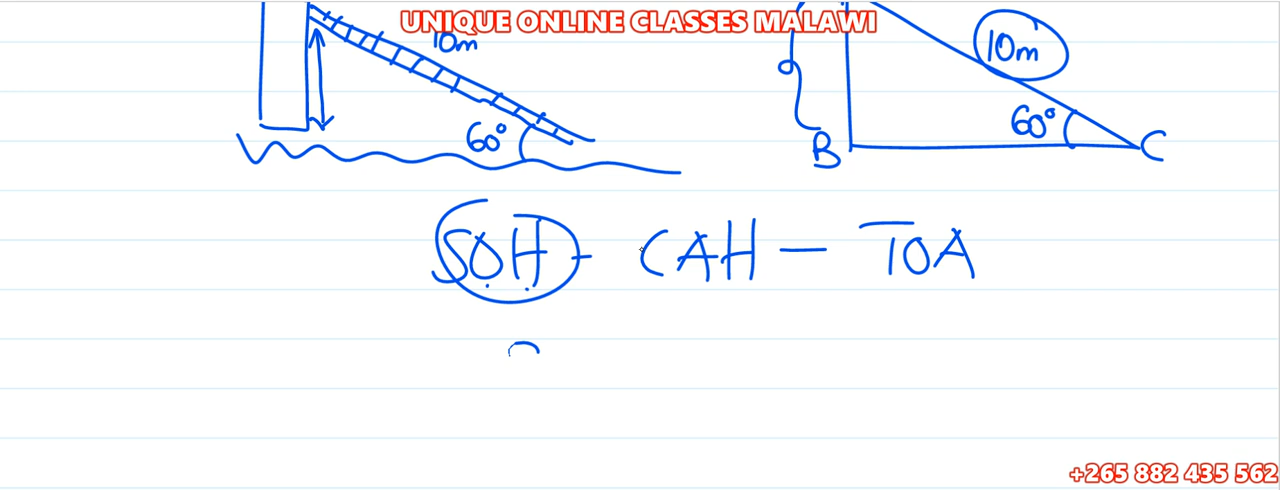 UNIQUE ONLINE CLASSES MALAWI
10m
10m
60°
60°
B
C
SOH - CAH - TOA
+265 882 435 562